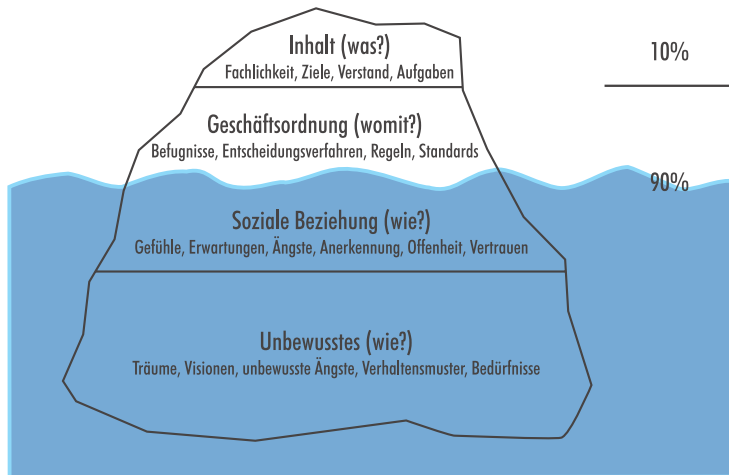 Inhalt (was?)
10%
Fachlichkeit, Ziele, Verstand, Aufgaben
Geschäftsordnung (womit?)
Befugnisse, Entscheidungsverfahren, Regeln, Standards
90%
Soziale Beziehung (wie?)
Gefühle, Erwartungen, Ängste, Anerkennung, Offenheit, Vertrauen
Unbewusstes (wie?)
Träume, Visionen, unbewusste Ängste, Verhaltensmuster, Bedürfnisse